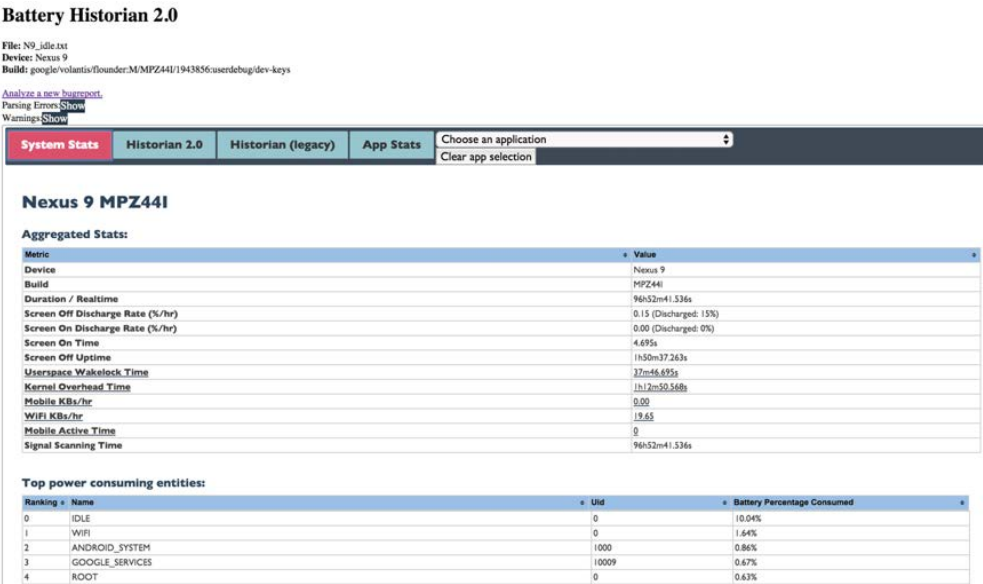 Battery Historian 2.0
File: N9_idle.txt
Device: Nexus 9
Build: google/volantis/flounder:M/MPZ44I/1943856:userdebug/dev-keys
Analyze a new bugreport.
Parsing Errors:Show
Warnings:Show
System Stats Historian 2.0 Historian (legacy) App Stats Choose an application
Clear app selection
Nexus 9 MPZ44I
Aggregated Stats:
Metric Value
Device Nexus 9
Build MPZ44I
Duration / Realtime 96h52m41.536s
Screen Off Discharge Rate (%/hr) 0.15 (Discharged: 15%)
Screen On Discharge Rate (%/hr) 0.00 (Discharged: 0%)
Screen On Time 4.695s
Screen Off Uptime 1h50m37.263s
Userspace Wakelock Time 37m46.695s
Kernel Overhead Time 1h12m50.568s
Mobile KBs/hr 0.00
WiFi KBs/hr 19.65
Mobile Active Time 0
Signal Scanning Time 96h52m41.536s
Top power consuming entities:
Ranking Name Uid Battery Percentage Consumed
0 IDLE 0 10.04%
1 WIFI 0 1.64%
2 ANDROID_SYSTEM 1000 0.86%
3 GOOGLE_SERVICES 10009 0.67%
4 ROOT 0 0.63%